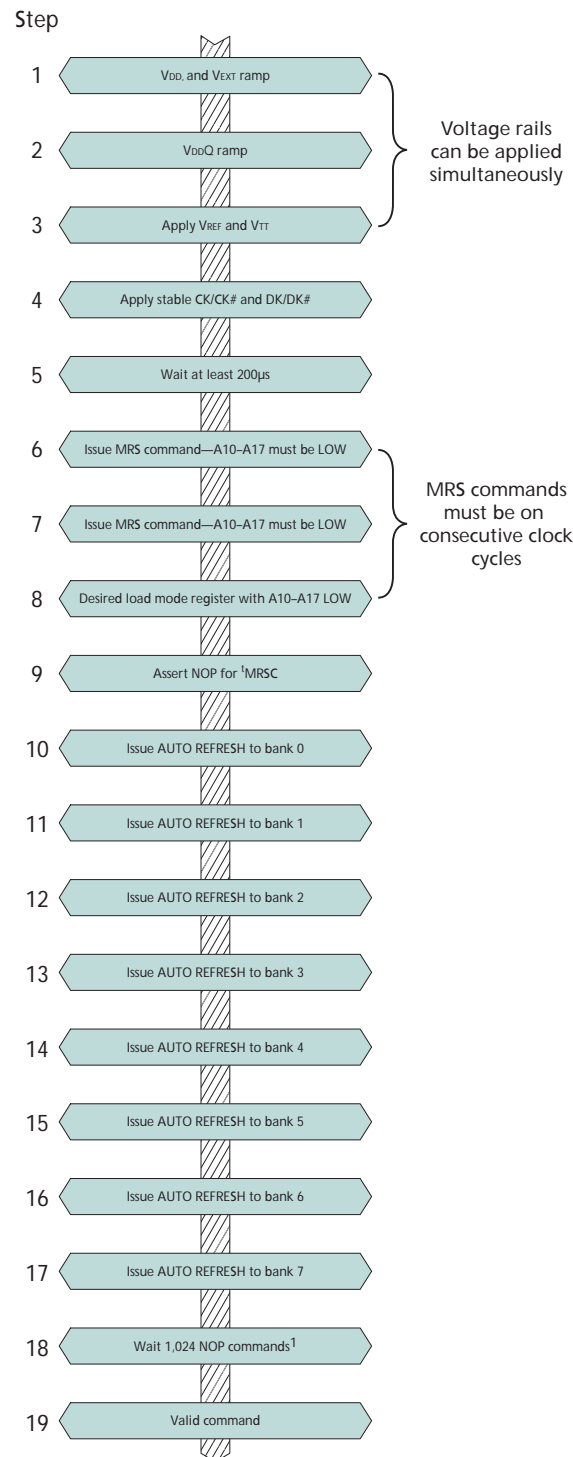 Step
1 VDD, and VEXT ramp
2 VDDQ ramp
3 Apply VREF and VTT
Voltage rails
can be applied
simultaneously
4 Apply stable CK/CK# and DK/DK#
5 Wait at least 200µs
6 Issue MRS command—A10–A17 must be LOW
7 Issue MRS command—A10–A17 must be LOW
8 Desired load mode register with A10–A17 LOW
MRS commands
must be on
consecutive clock
cycles
9 Assert NOP for tMRSC
10 Issue AUTO REFRESH to bank 0
11 Issue AUTO REFRESH to bank 1
12 Issue AUTO REFRESH to bank 2
13 Issue AUTO REFRESH to bank 3
14 Issue AUTO REFRESH to bank 4
15 Issue AUTO REFRESH to bank 5
16 Issue AUTO REFRESH to bank 6
17 Issue AUTO REFRESH to bank 7
18 Wait 1,024 NOP commands1
19 Valid command